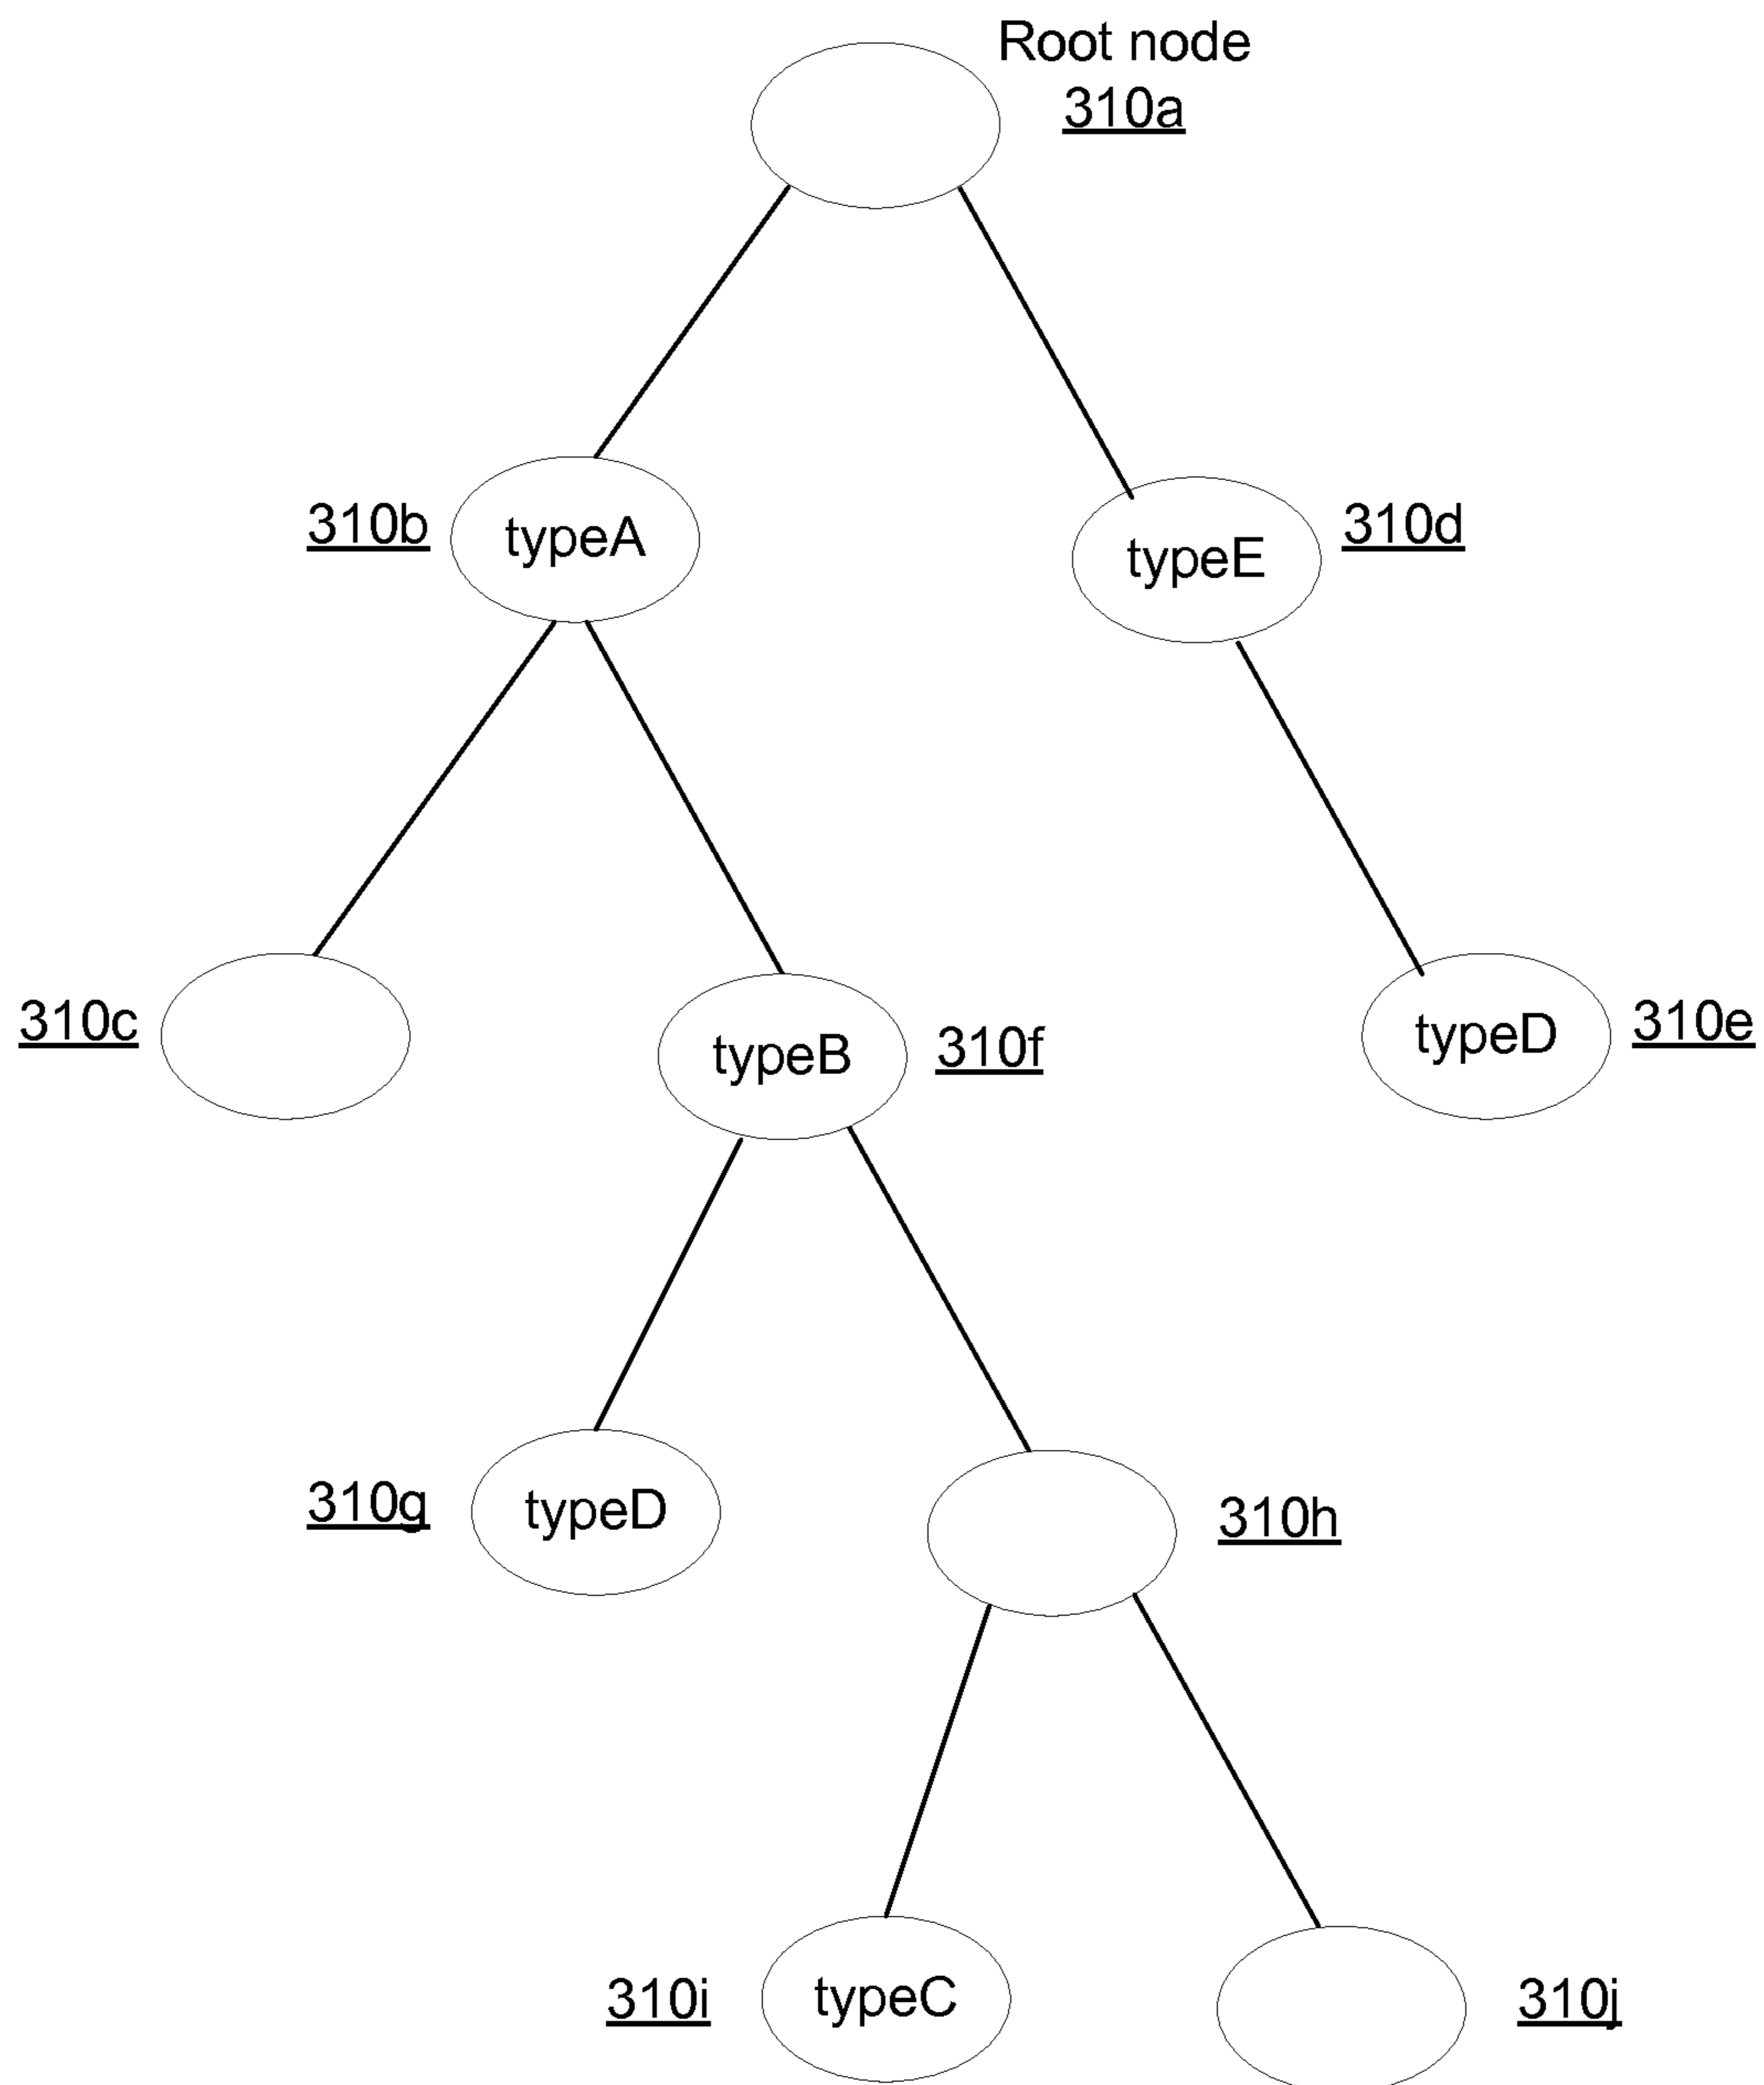 Root node
310a
310b
typeA
typeE
310d
310c
typeB
310f
typeD
310e
310g
typeD
310h
310i
typeC
310j